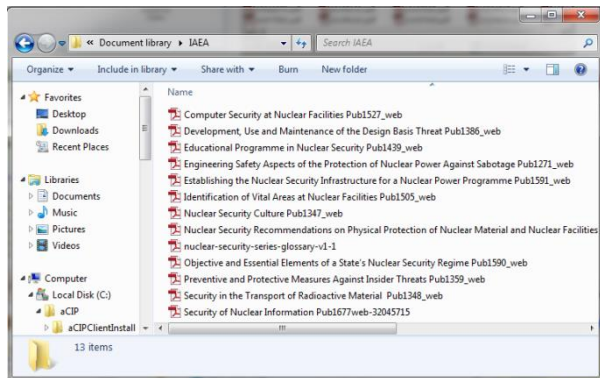 « Document library ▸ IAEA
Search IAEA
Organize Include in library Share with Burn New folder
Favorites
Desktop
Downloads
Recent Places
Libraries
Documents
Music
Pictures
Videos
Computer
Local Disk (C:)
aCIP
aCIPClientInstall
Name
Computer Security at Nuclear Facilities Pub1527_web
Development, Use and Maintenance of the Design Basis Threat Pub1386_web
Educational Programme in Nuclear Security Pub1439_web
Engineering Safety Aspects of the Protection of Nuclear Power Against Sabotage Pub1271_web
Establishing the Nuclear Security Infrastructure for a Nuclear Power Programme Pub1591_web
Identification of Vital Areas at Nuclear Facilities Pub1505_web
Nuclear Security Culture Pub1347_web
Nuclear Security Recommendations on Physical Protection of Nuclear Material and Nuclear Facilities
nuclear-security-series-glossary-v1-1
Objective and Essential Elements of a State's Nuclear Security Regime Pub1590_web
Preventive and Protective Measures Against Insider Threats Pub1359_web
Security in the Transport of Radioactive Material Pub1348_web
Security of Nuclear Information Pub1677web-32045715
13 items